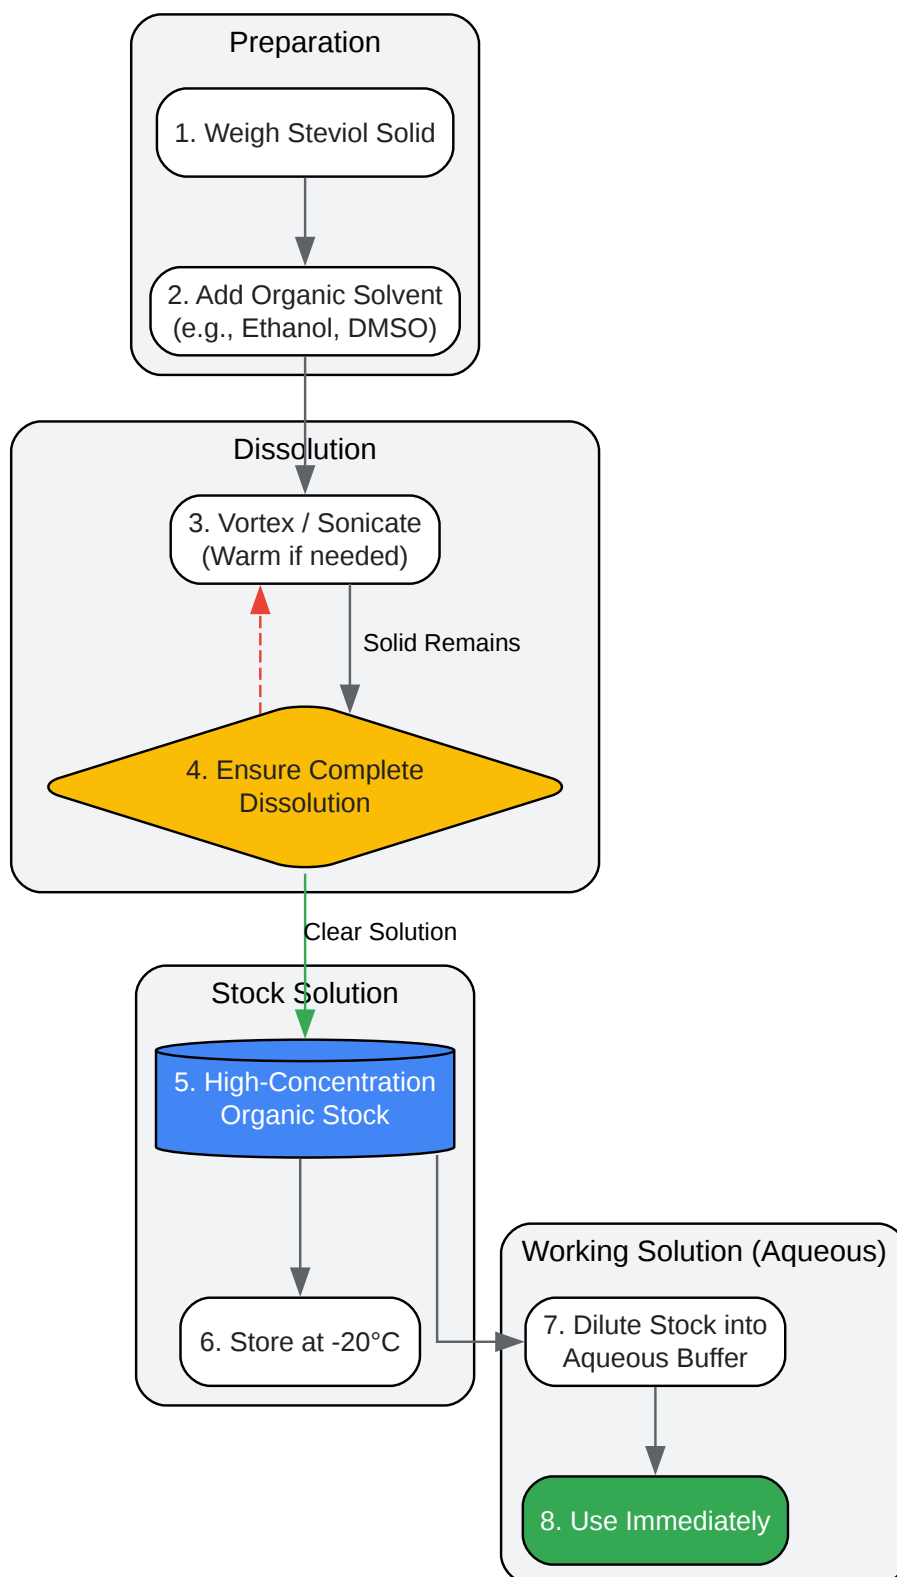 Preparation
1. Weigh Steviol Solid
2. Add Organic Solvent
(e.g., Ethanol, DMSO)
Dissolution
3. Vortex / Sonicate
(Warm if needed)
Solid Remains
4. Ensure Complete
Dissolution
Clear Solution
Stock Solution
5. High-Concentration
Organic Stock
6. Store at -20°C
Working Solution (Aqueous)
7. Dilute Stock into
Aqueous Buffer
8. Use Immediately